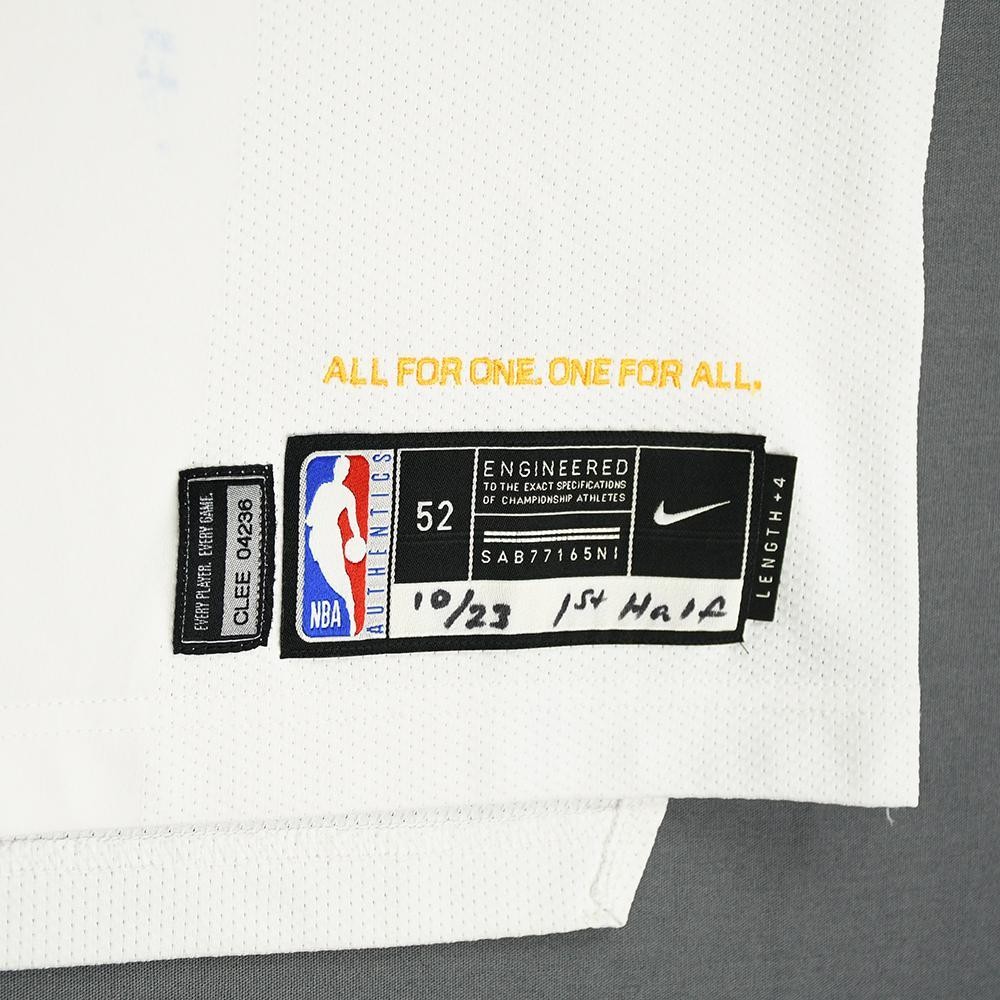 ALL FOR ONE. ONE FOR ALL.
EVERY PLAYER. EVERY GAME.
CLEE 04236
NBA
AUTHENTICS
52
ENGINEERED
TO THE EXACT SPECIFICATIONS
OF CHAMPIONSHIP ATHLETES
SAB77165NI
LENGTH+4
10/23 1st Half